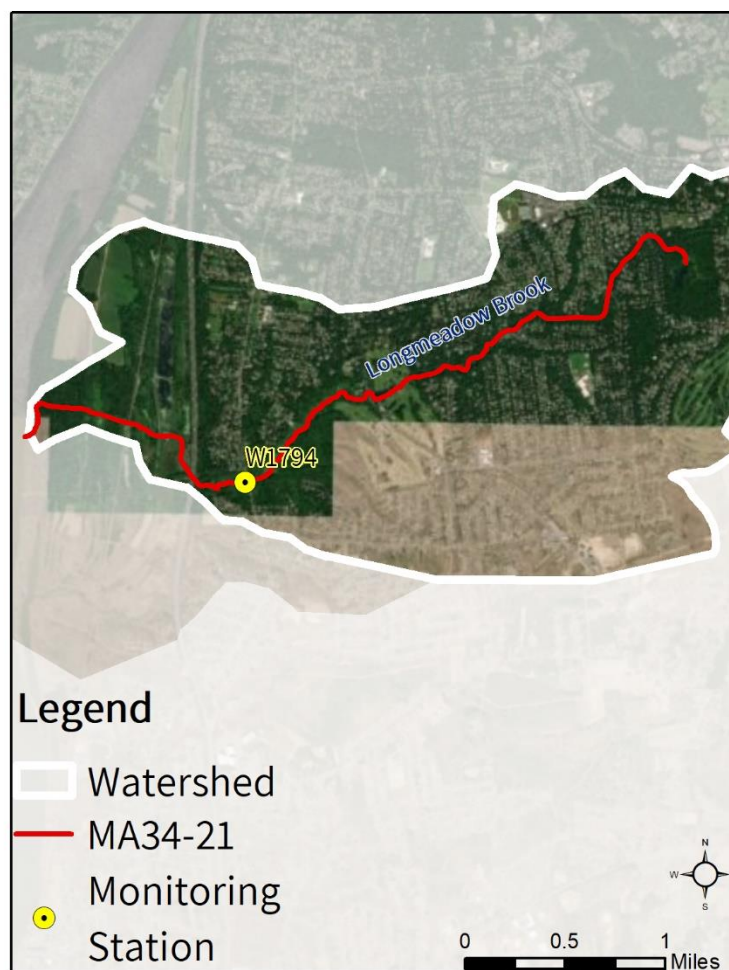 Longmeadow Brook
W1794
Legend
Watershed
MA34-21
Monitoring
Station
N
W
S
0 0.5 1
Miles